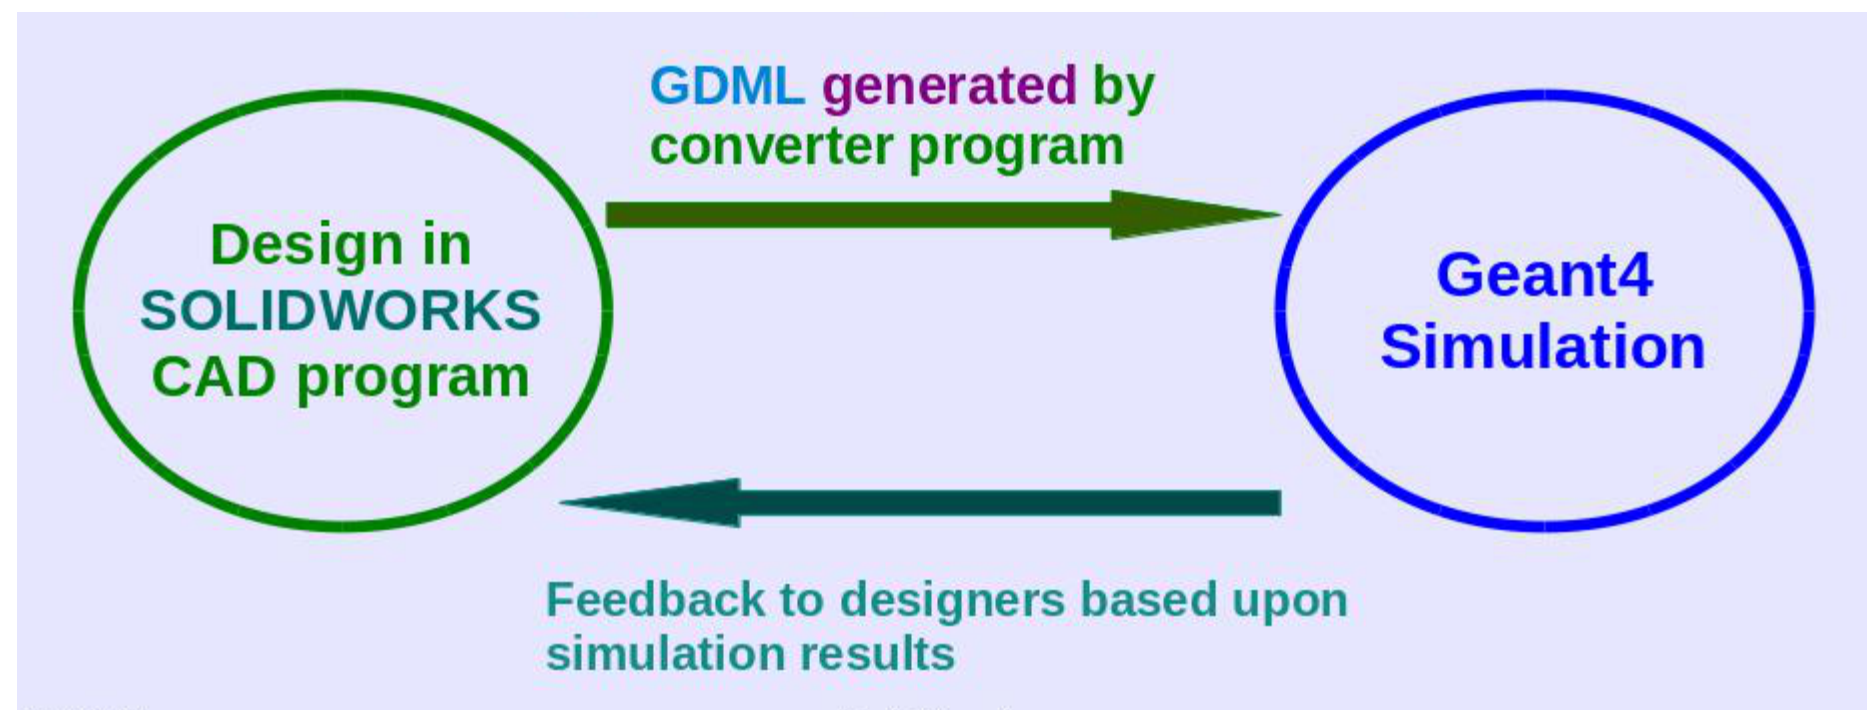 GDML generated by
converter program
Design in
SOLIDWORKS
CAD program
Geant4
Simulation
Feedback to designers based upon
simulation results